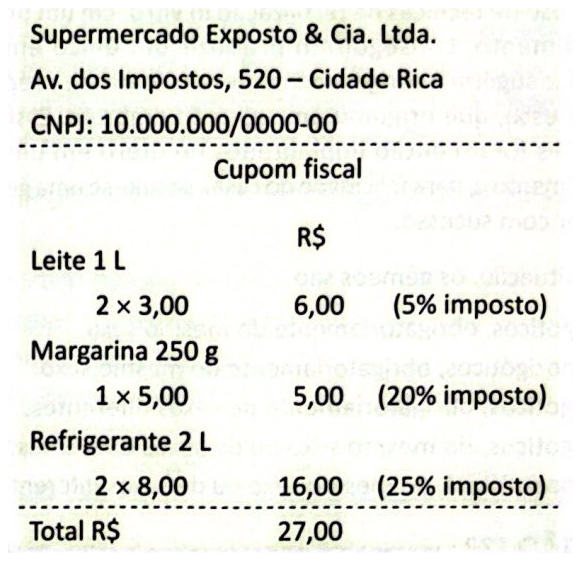 Supermercado Exposto & Cia. Ltda.
Av. dos Impostos, 520 – Cidade Rica
CNPJ: 10.000.000/0000-00
Cupom fiscal
R$
Leite 1 L
2 × 3,00 6,00 (5% imposto)
Margarina 250 g
1 × 5,00 5,00 (20% imposto)
Refrigerante 2 L
2 × 8,00 16,00 (25% imposto)
Total R$ 27,00